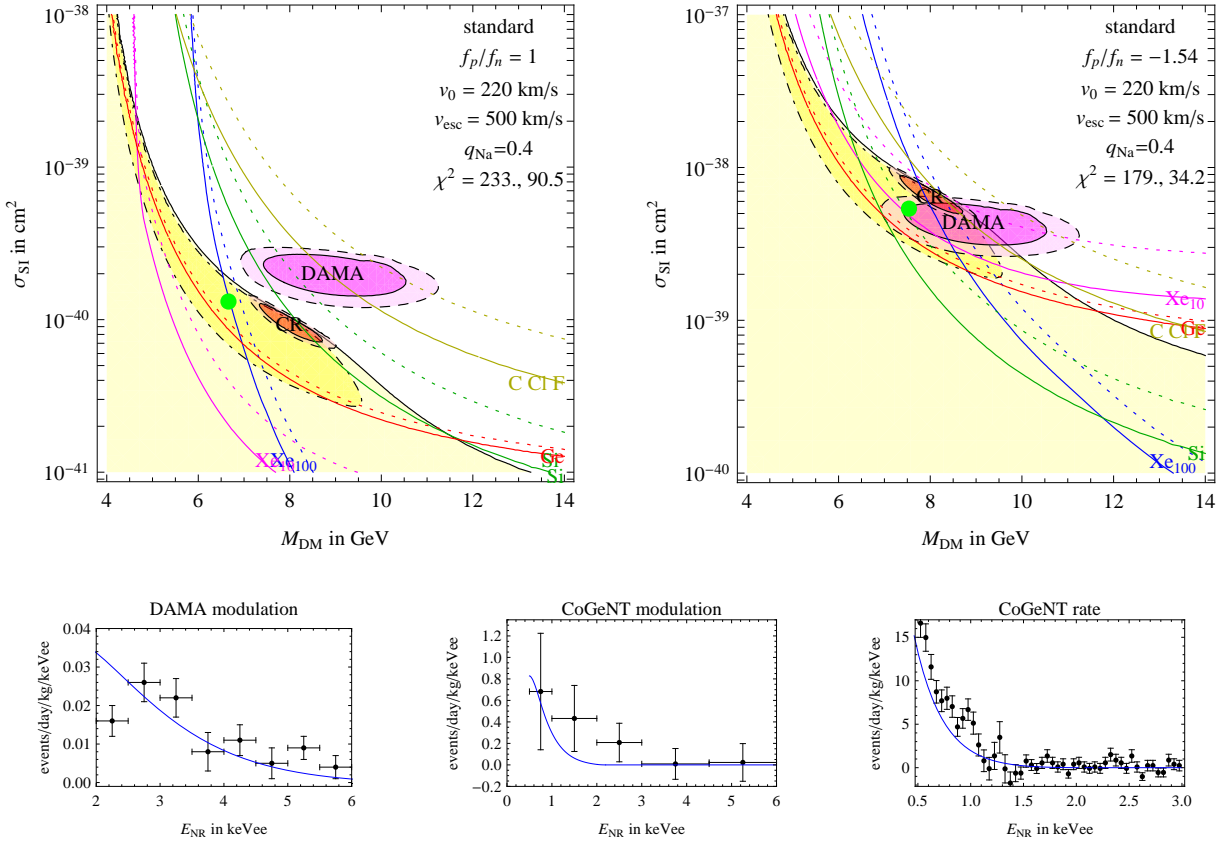 standard
f_p/f_n = 1
v_0 = 220 km/s
v_esc = 500 km/s
q_Na=0.4
χ² = 233., 90.5
DAMA
CR
C Cl F
Xe₁₀₀
Ge
Si
Si
10⁻³⁸
10⁻³⁹
10⁻⁴⁰
10⁻⁴¹
σ_SI in cm²
4 6 8 10 12 14
M_DM in GeV
standard
f_p/f_n = −1.54
v_0 = 220 km/s
v_esc = 500 km/s
q_Na=0.4
χ² = 179., 34.2
CR
DAMA
Xe₁₀
C Cl F
Ge
Si
Xe₁₀₀
10⁻³⁷
10⁻³⁸
10⁻³⁹
10⁻⁴⁰
σ_SI in cm²
4 6 8 10 12 14
M_DM in GeV
DAMA modulation
0.04
0.03
0.02
0.01
0.00
events/day/kg/keVee
2 3 4 5 6
E_NR in keVee
CoGeNT modulation
1.2
1.0
0.8
0.6
0.4
0.2
0.0
−0.2
events/day/kg/keVee
0 1 2 3 4 5 6
E_NR in keVee
CoGeNT rate
15
10
5
0
events/day/kg/keVee
0.5 1.0 1.5 2.0 2.5 3.0
E_NR in keVee